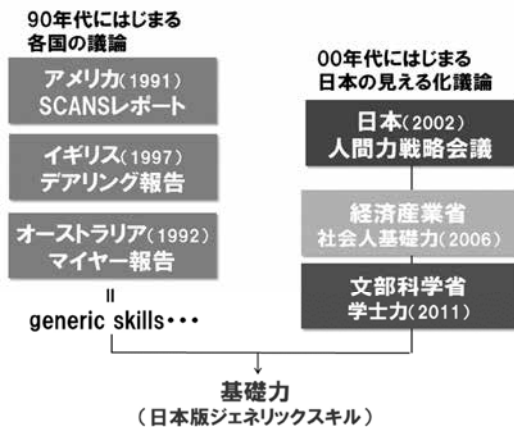 90年代にはじまる
各国の議論
アメリカ(1991)
SCANSレポート
イギリス(1997)
デアリング報告
オーストラリア(1992)
マイヤー報告
=
generic skills・・・
00年代にはじまる
日本の見える化議論
日本(2002)
人間力戦略会議
経済産業省
社会人基礎力(2006)
文部科学省
学士力(2011)
基礎力
(日本版ジェネリックスキル)